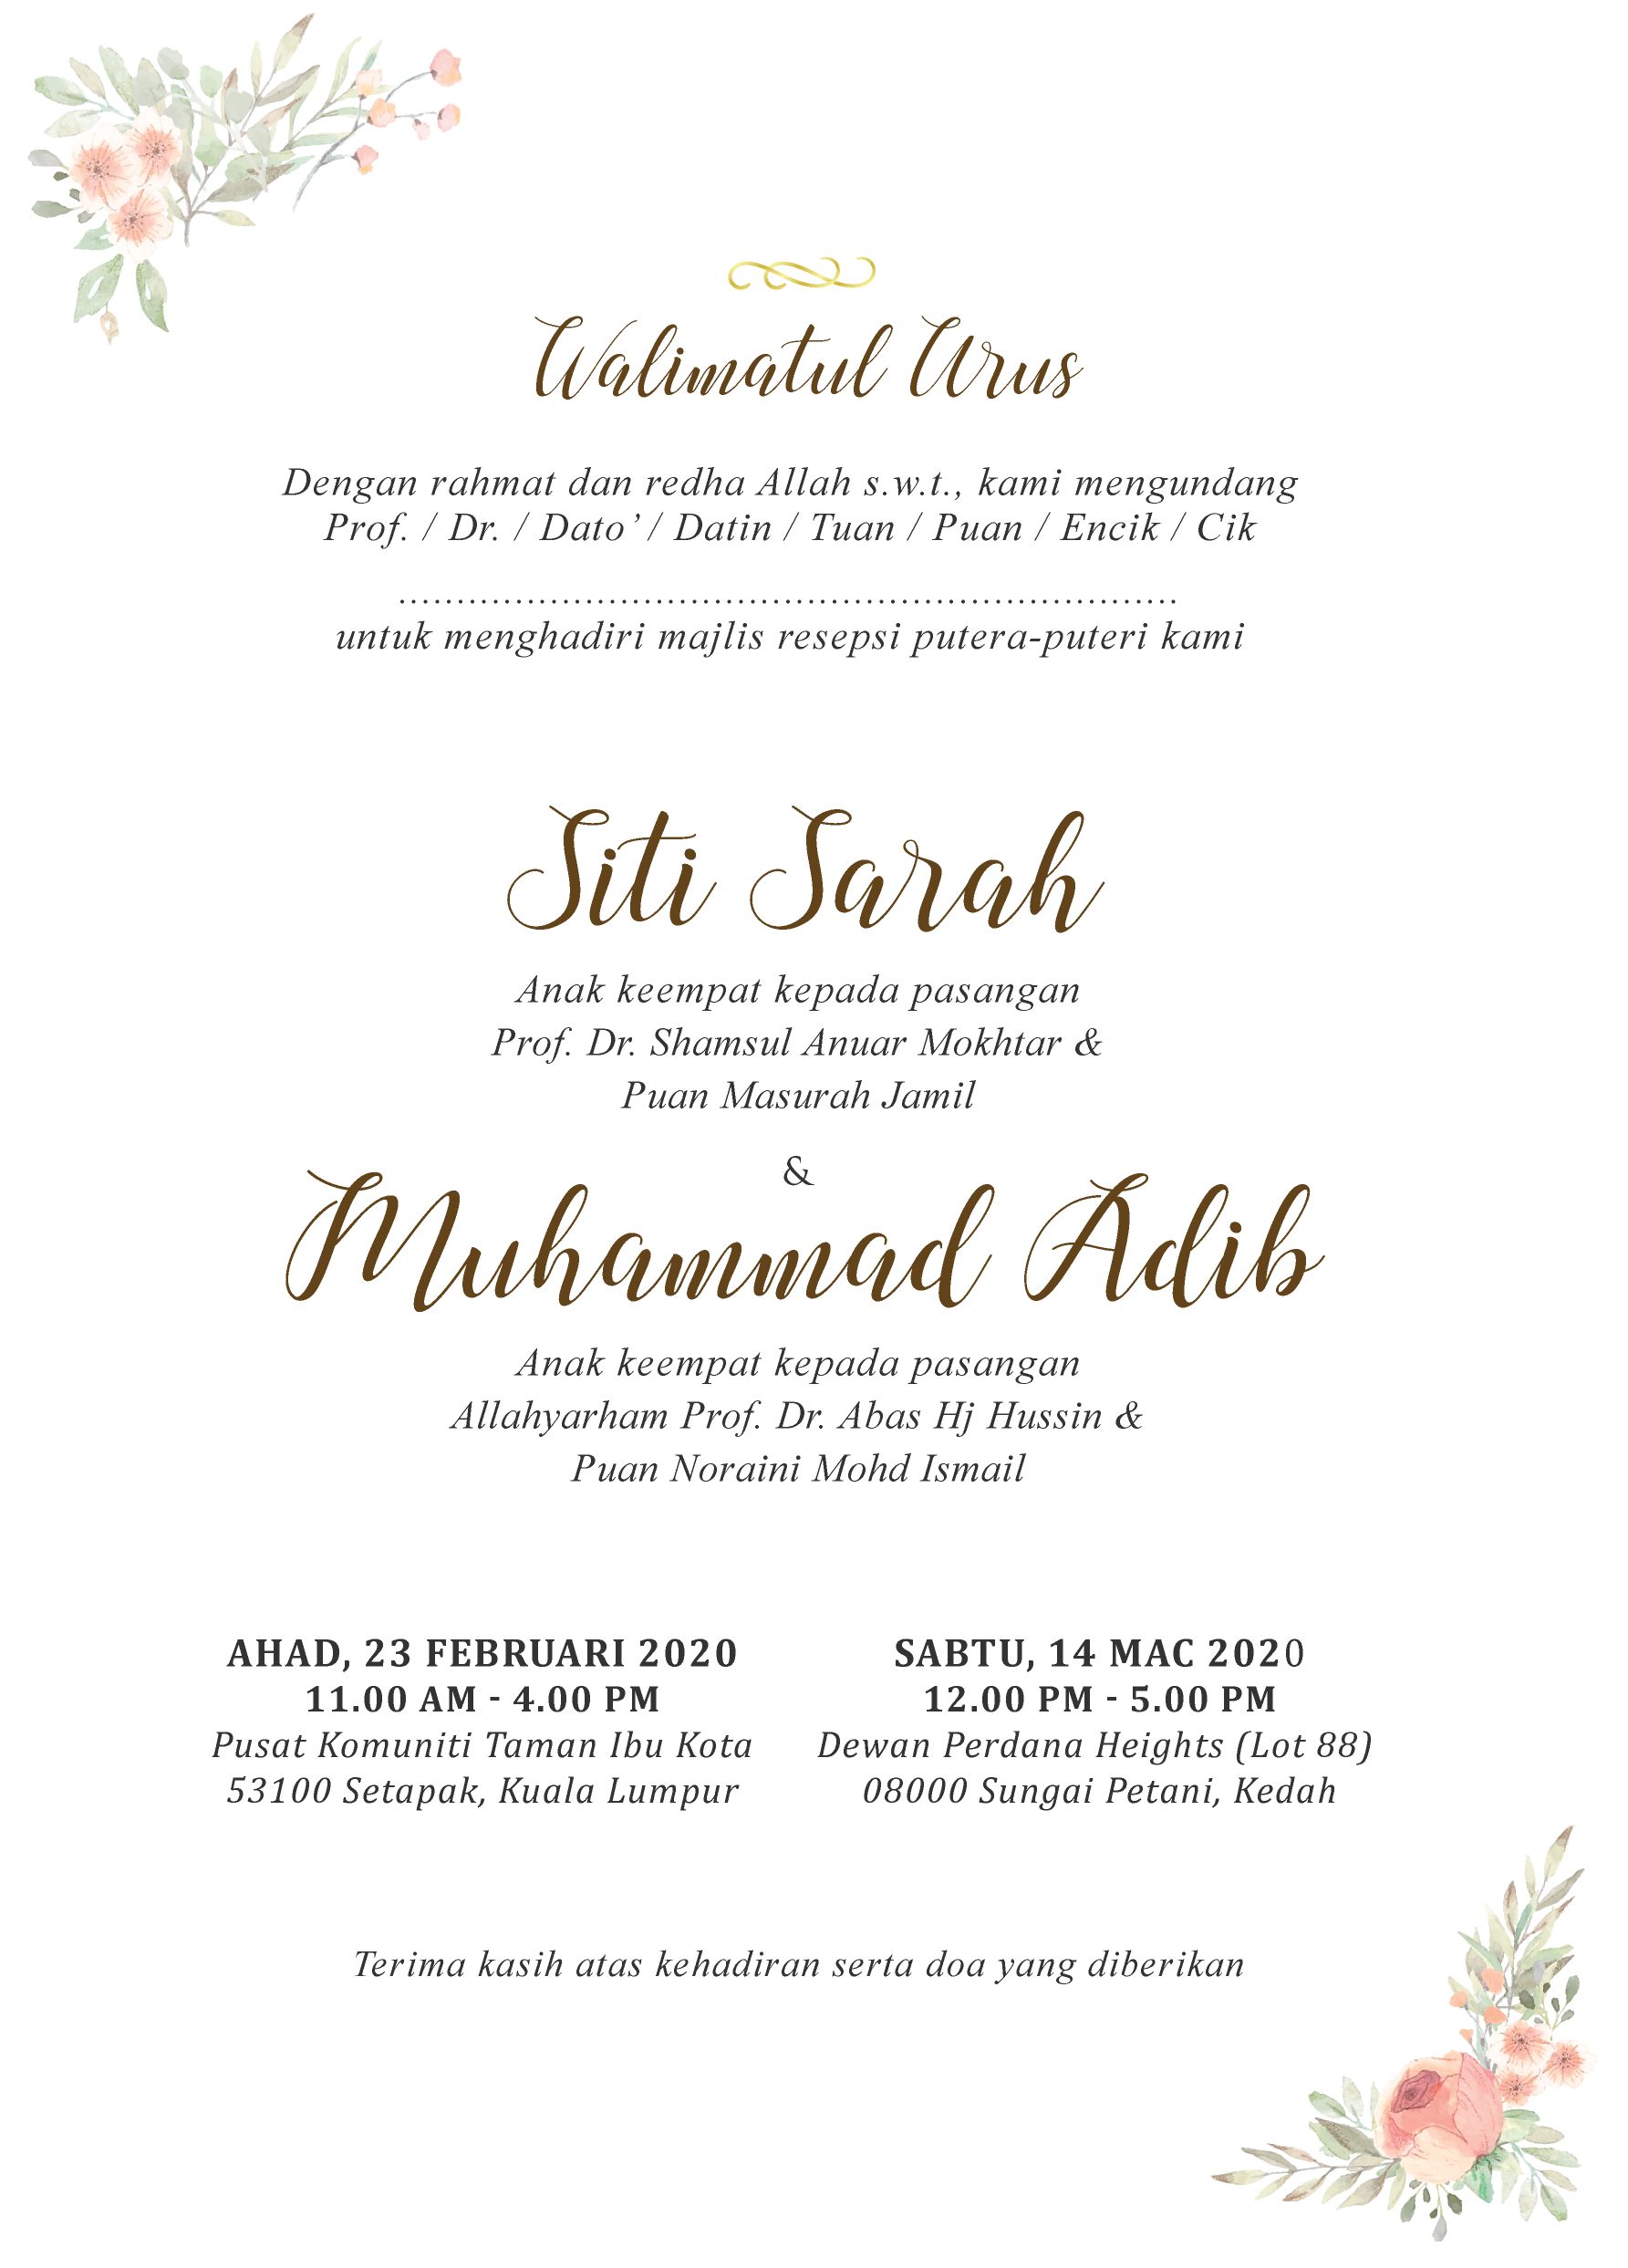 Walimatul Urus
Dengan rahmat dan redha Allah s.w.t., kami mengundang
Prof. / Dr. / Dato’ / Datin / Tuan / Puan / Encik / Cik
...................................................................
untuk menghadiri majlis resepsi putera-puteri kami
Siti Sarah
Anak keempat kepada pasangan
Prof. Dr. Shamsul Anuar Mokhtar &
Puan Masurah Jamil
&
Muhammad Adib
Anak keempat kepada pasangan
Allahyarham Prof. Dr. Abas Hj Hussin &
Puan Noraini Mohd Ismail
AHAD, 23 FEBRUARI 2020
11.00 AM - 4.00 PM
Pusat Komuniti Taman Ibu Kota
53100 Setapak, Kuala Lumpur
SABTU, 14 MAC 2020
12.00 PM - 5.00 PM
Dewan Perdana Heights (Lot 88)
08000 Sungai Petani, Kedah
Terima kasih atas kehadiran serta doa yang diberikan